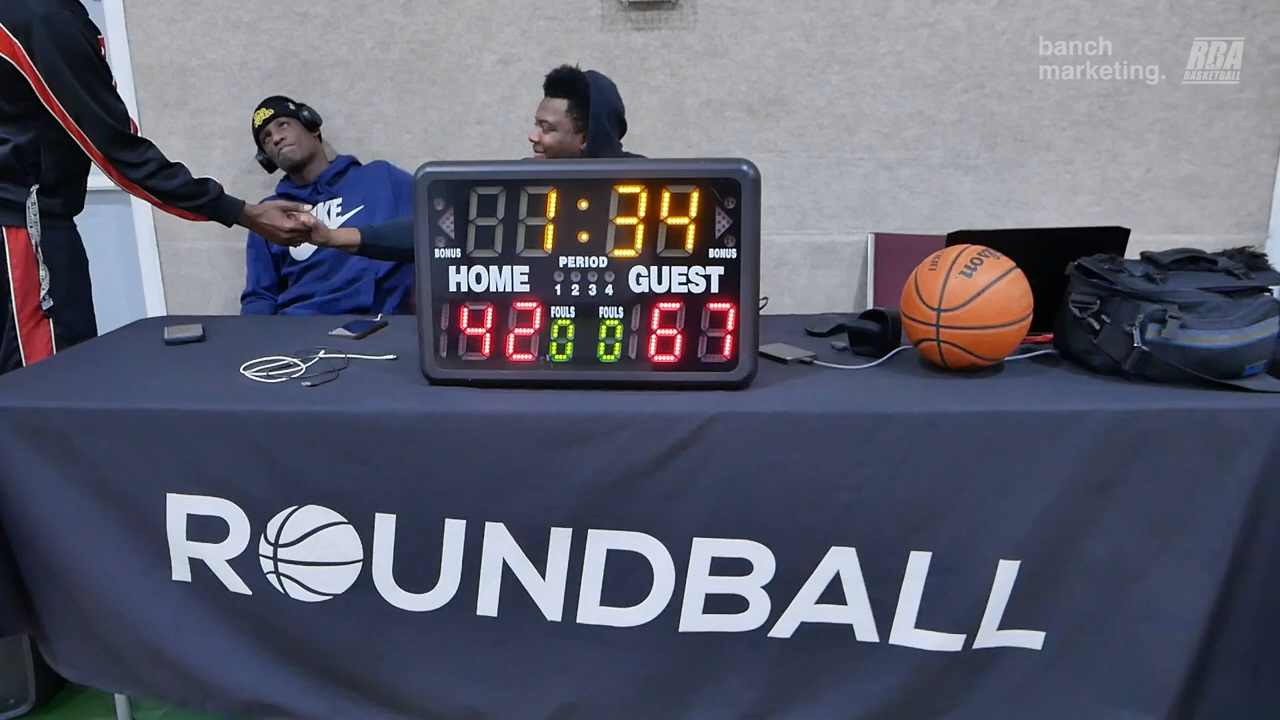 banch
marketing.
RBA
BASKETBALL
1:34
BONUS
BONUS
PERIOD
HOME
GUEST
1 2 3 4
FOULS
FOULS
42
0
0
67
ROUNDBALL